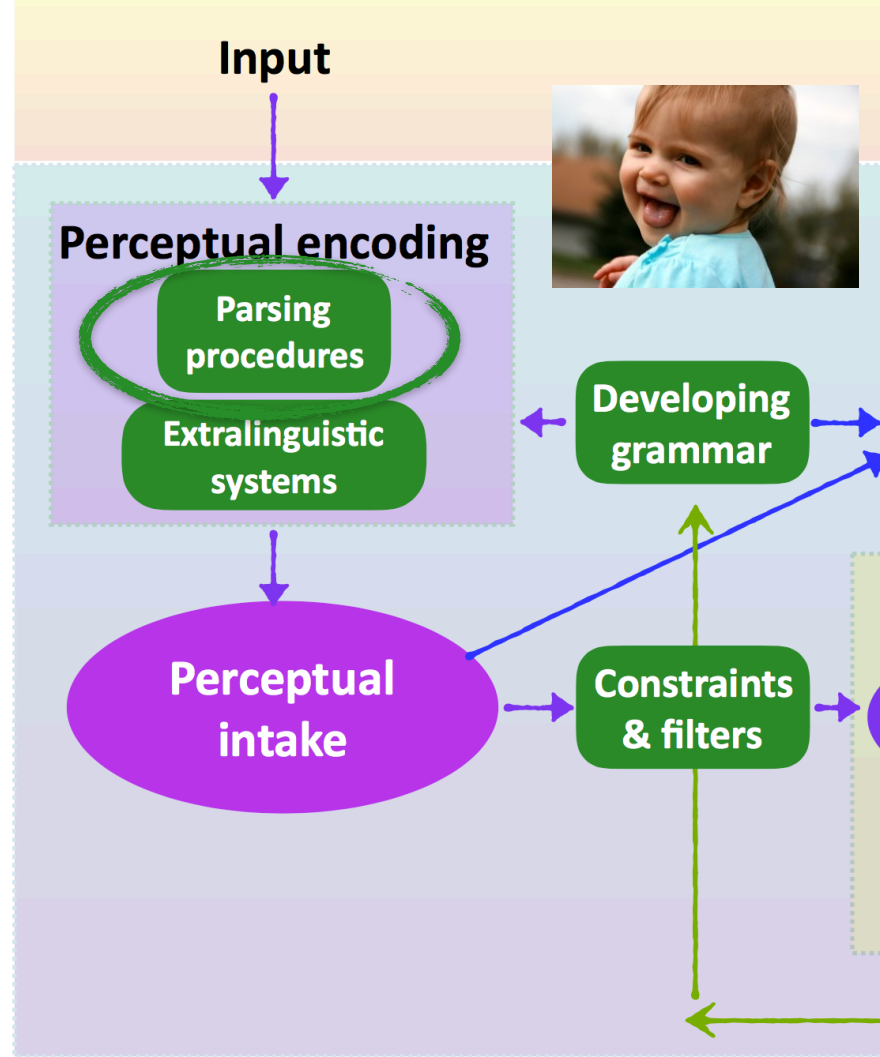 Input
Perceptual encoding
Parsing
procedures
Extralinguistic
systems
Developing
grammar
Perceptual
intake
Constraints
& filters